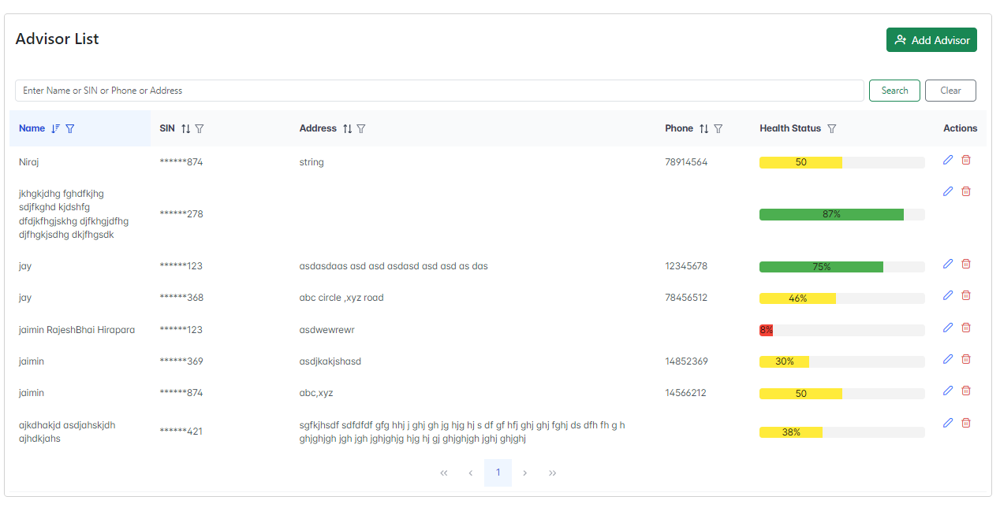 Advisor List
Add Advisor
Enter Name or SIN or Phone or Address
Search
Clear
Name SIN Address Phone Health Status Actions
Niraj ******874 string 78914564 50
jkhgkjdhg fghdfkjhg
sdjfkghd kjdshfg
******278 87%
dfdjkfhgjskhg djfkhgjdfhg
djfhgkjsdhg dkjfhgsdk
jay ******123 asdasdaas asd asd asdasd asd asd as das 12345678 75%
jay ******368 abc circle ,xyz road 78456512 46%
jaimin RajeshBhai Hirapara ******123 asdwewrewr 8%
jaimin ******369 asdjkakjshasd 14852369 30%
jaimin ******874 abc,xyz 14566212 50
ajkdhakjd asdjahskjdh
ajhdkjahs
******421
sgfkjhsdf sdfdfdf gfg hhj j ghj gh jg hjg hj s df gf hfj ghj ghj fghj ds dfh fh g h
ghjghjgh jgh jgh jghjghjg hjg hj gj ghjghjgh jghj ghjghj
38%
« ‹ 1 › »